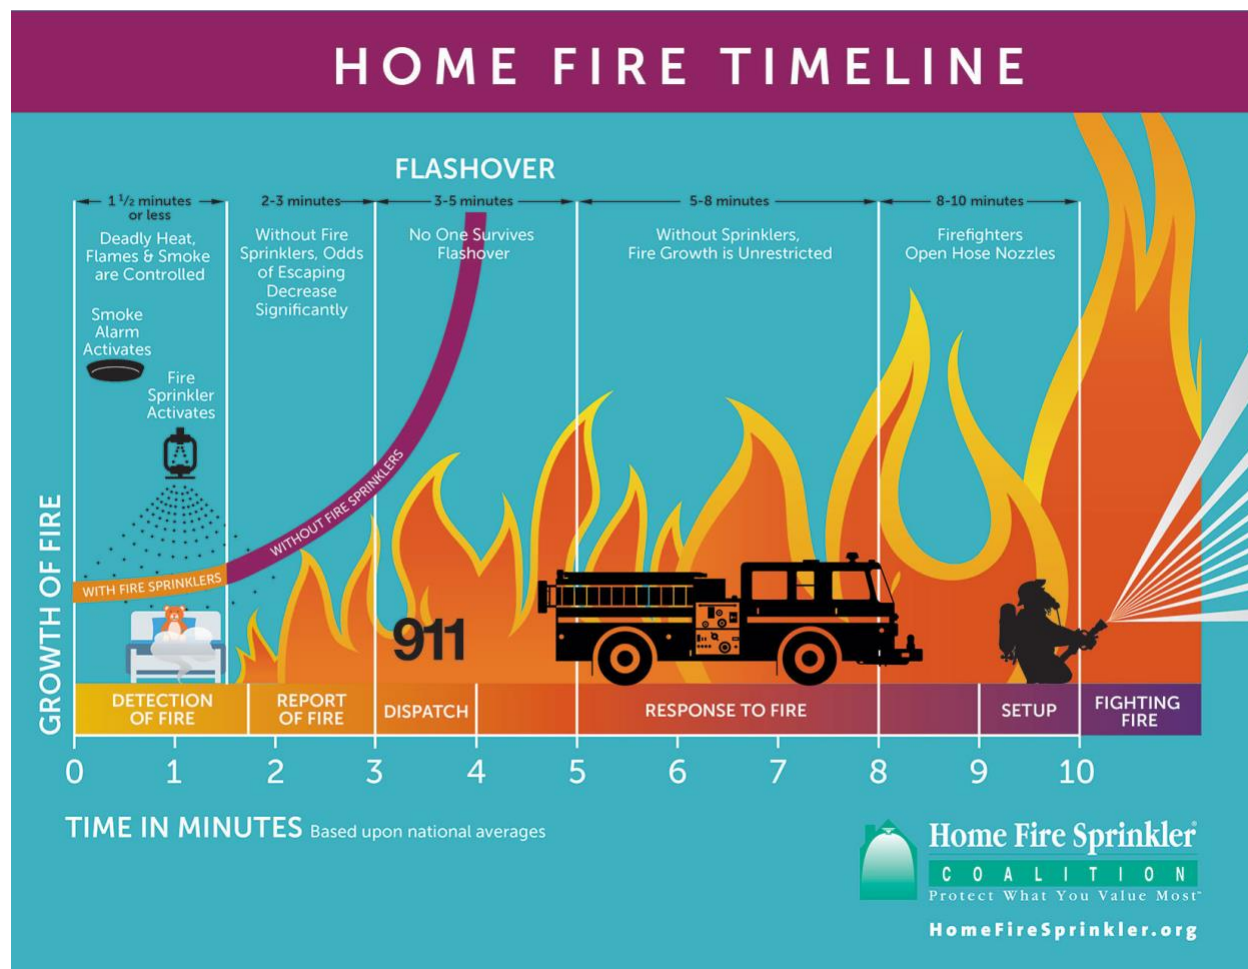 HOME FIRE TIMELINE
FLASHOVER
1 1/2 minutes
or less
Deadly Heat,
Flames & Smoke
are Controlled
Smoke
Alarm
Activates
Fire
Sprinkler
Activates
2-3 minutes
Without Fire
Sprinklers, Odds
of Escaping
Decrease
Significantly
3-5 minutes
No One Survives
Flashover
5-8 minutes
Without Sprinklers,
Fire Growth is Unrestricted
8-10 minutes
Firefighters
Open Hose Nozzles
GROWTH OF FIRE
WITH FIRE SPRINKLERS
WITHOUT FIRE SPRINKLERS
911
DETECTION
OF FIRE
REPORT
OF FIRE
DISPATCH
RESPONSE TO FIRE
SETUP
FIGHTING
FIRE
0 1 2 3 4 5 6 7 8 9 10
TIME IN MINUTES Based upon national averages
Home Fire Sprinkler®
COALITION
Protect What You Value Most™
HomeFireSprinkler.org